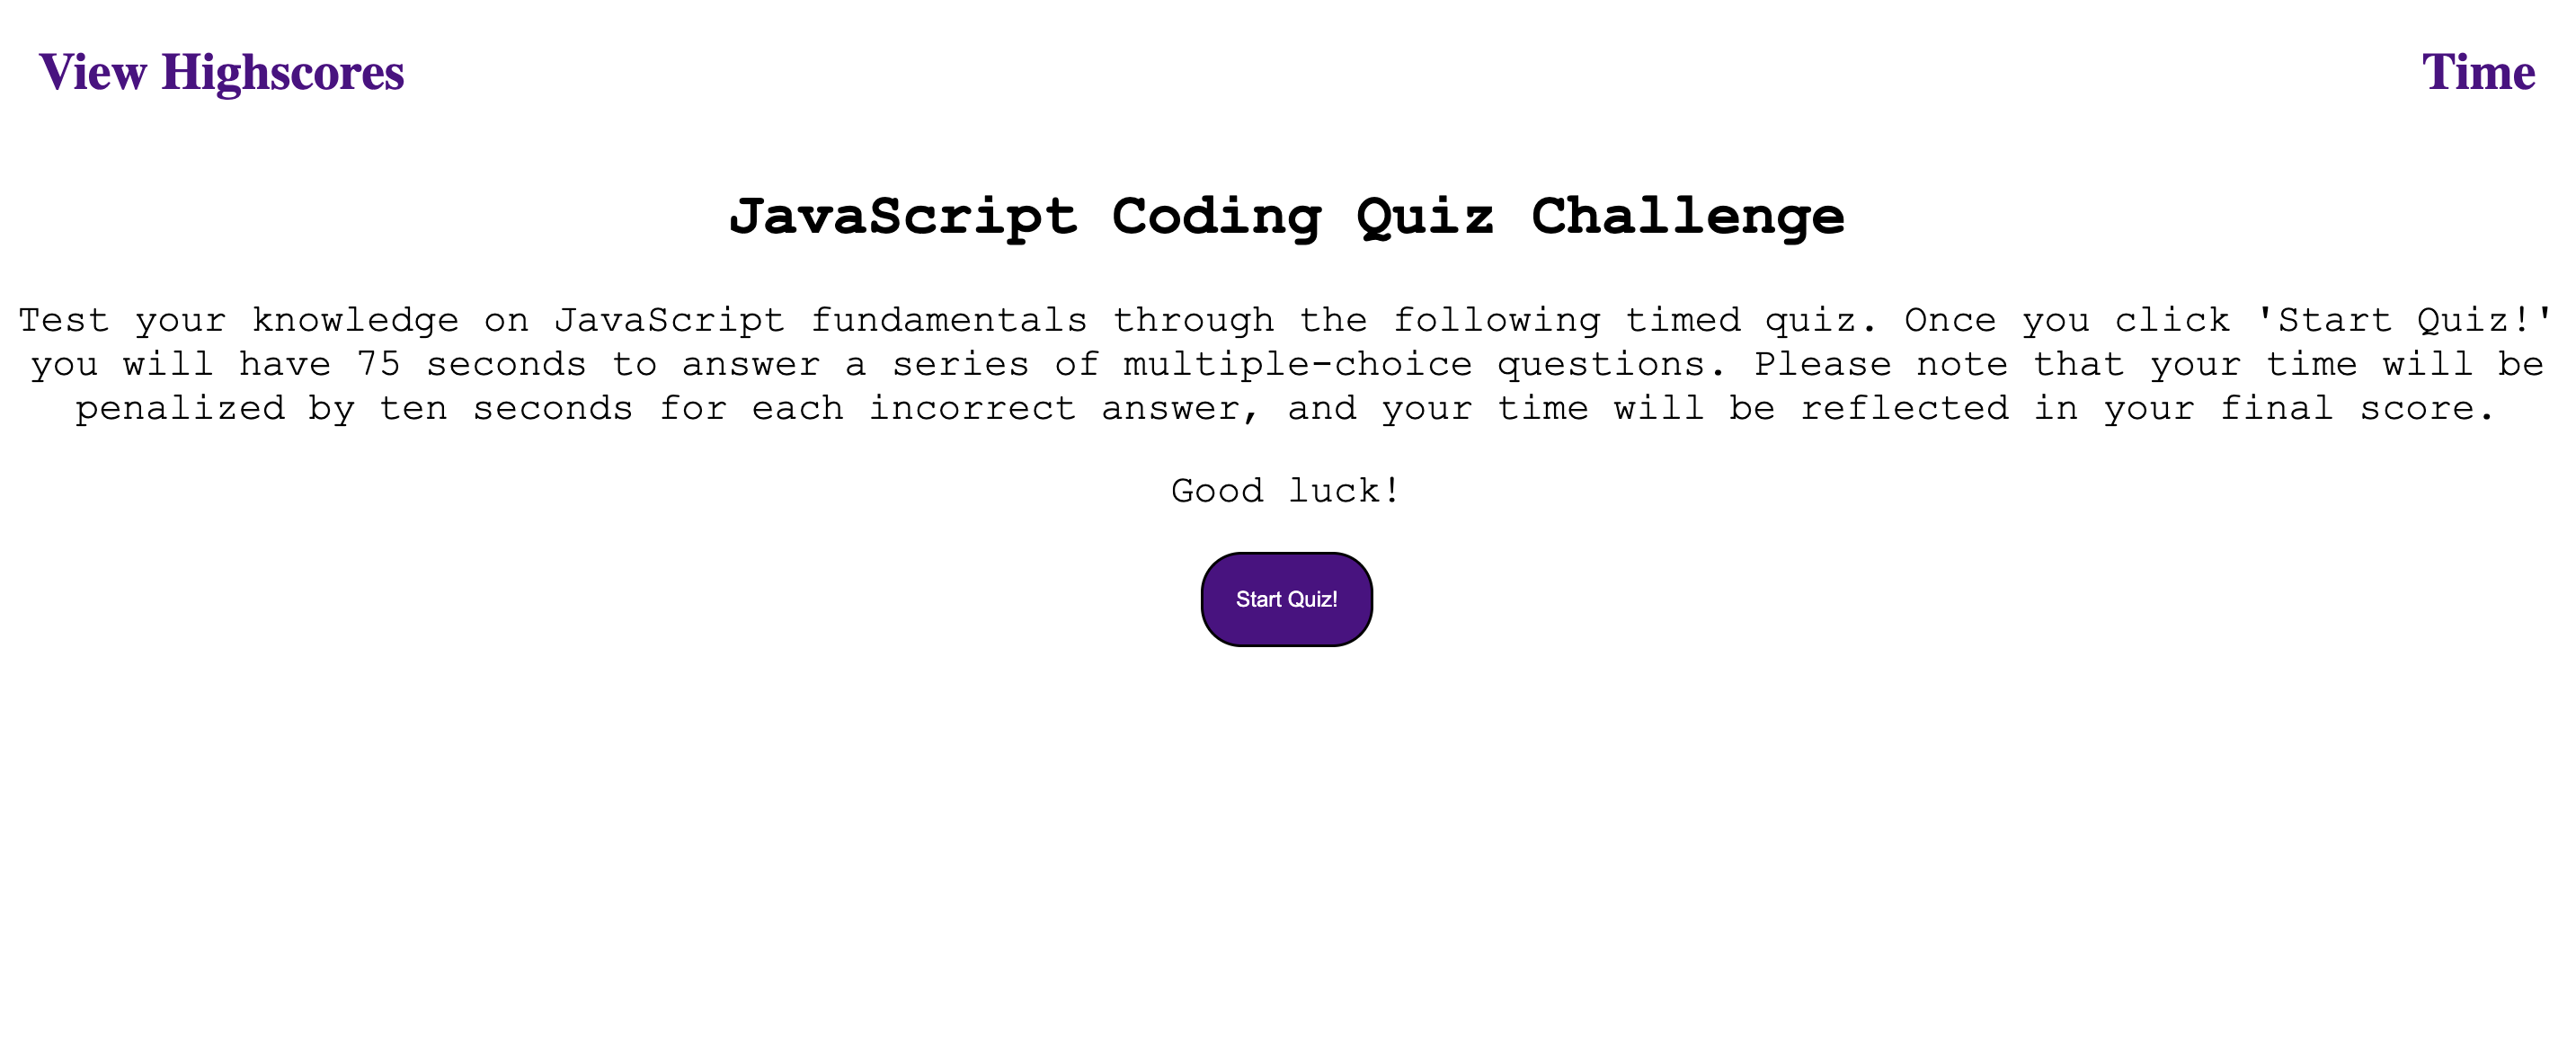 View Highscores
Time
JavaScript Coding Quiz Challenge
Test your knowledge on JavaScript fundamentals through the following timed quiz. Once you click 'Start Quiz!'
you will have 75 seconds to answer a series of multiple-choice questions. Please note that your time will be
penalized by ten seconds for each incorrect answer, and your time will be reflected in your final score.
Good luck!
Start Quiz!